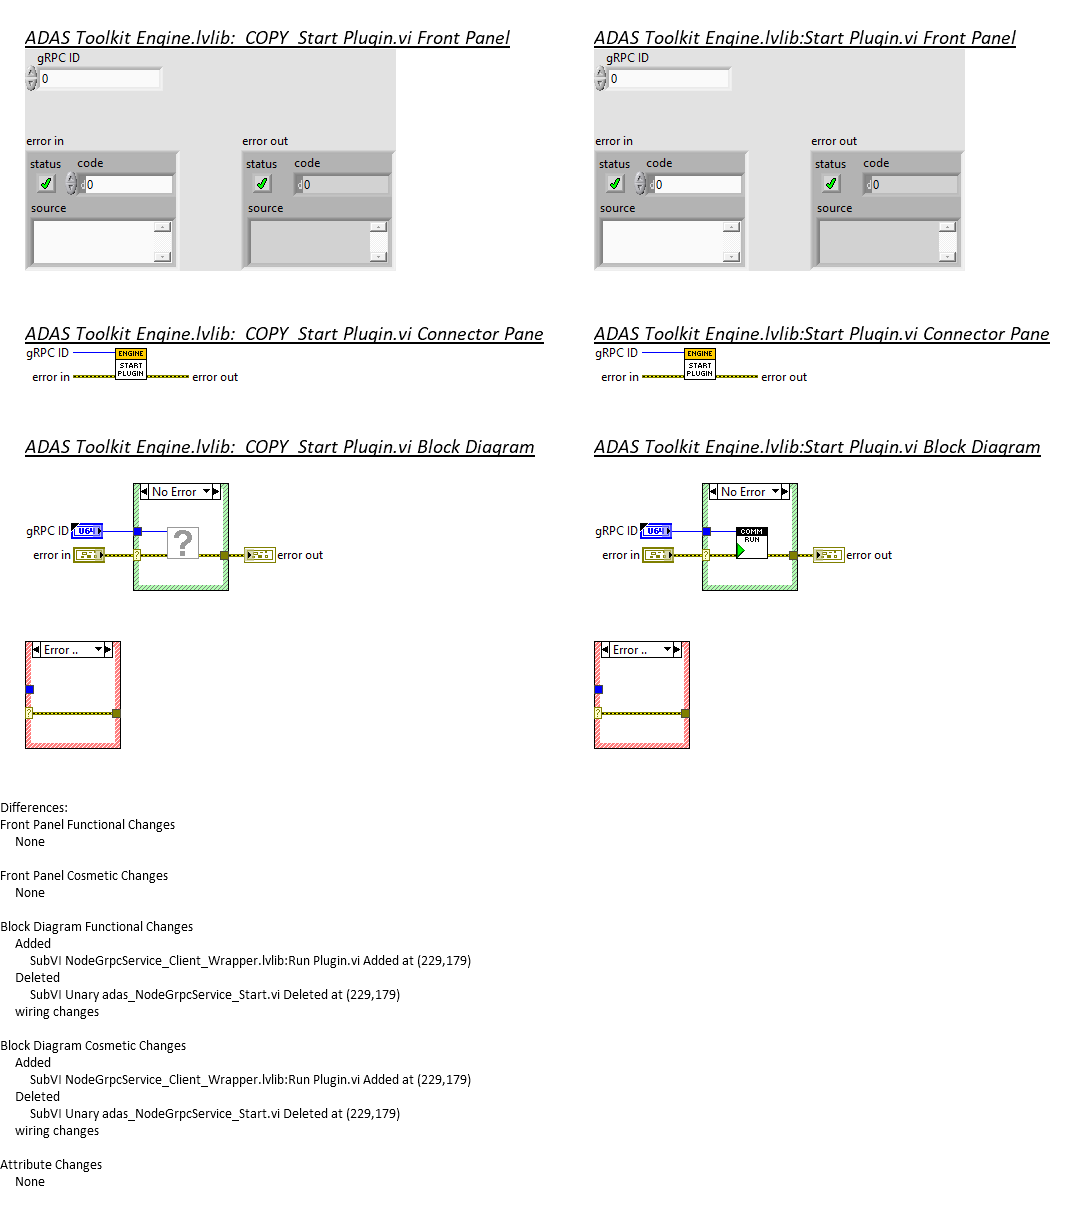 ADAS Toolkit Engine.lvlib:_COPY_Start Plugin.vi Front Panel
gRPC ID
0
error in
error out
status
code
0
status
code
0
source
source
ADAS Toolkit Engine.lvlib:Start Plugin.vi Front Panel
gRPC ID
0
error in
error out
status
code
0
status
code
0
source
source
ADAS Toolkit Engine.lvlib:_COPY_Start Plugin.vi Connector Pane
gRPC ID
ENGINE
START
PLUGIN
error in
error out
ADAS Toolkit Engine.lvlib:Start Plugin.vi Connector Pane
gRPC ID
ENGINE
START
PLUGIN
error in
error out
ADAS Toolkit Engine.lvlib:_COPY_Start Plugin.vi Block Diagram
No Error
gRPC ID
U64
?
error in
?
error out
Error ..
?
ADAS Toolkit Engine.lvlib:Start Plugin.vi Block Diagram
No Error
gRPC ID
U64
COMM
RUN
error in
?
error out
Error ..
?
Differences:
Front Panel Functional Changes
None
Front Panel Cosmetic Changes
None
Block Diagram Functional Changes
Added
SubVI NodeGrpcService_Client_Wrapper.lvlib:Run Plugin.vi Added at (229,179)
Deleted
SubVI Unary adas_NodeGrpcService_Start.vi Deleted at (229,179)
wiring changes
Block Diagram Cosmetic Changes
Added
SubVI NodeGrpcService_Client_Wrapper.lvlib:Run Plugin.vi Added at (229,179)
Deleted
SubVI Unary adas_NodeGrpcService_Start.vi Deleted at (229,179)
wiring changes
Attribute Changes
None